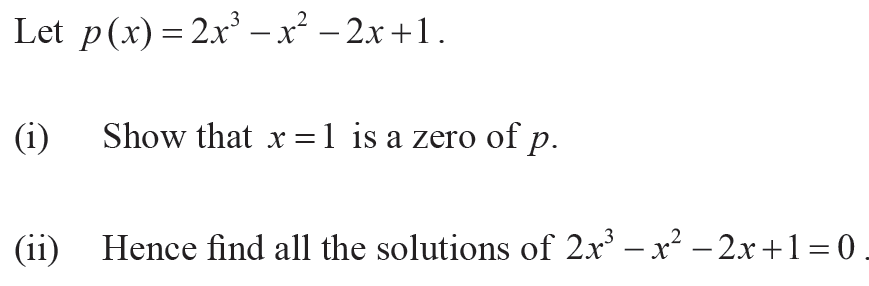 Let p(x) = 2x³ − x² − 2x + 1.
(i) Show that x = 1 is a zero of p.
(ii) Hence find all the solutions of 2x³ − x² − 2x + 1 = 0.